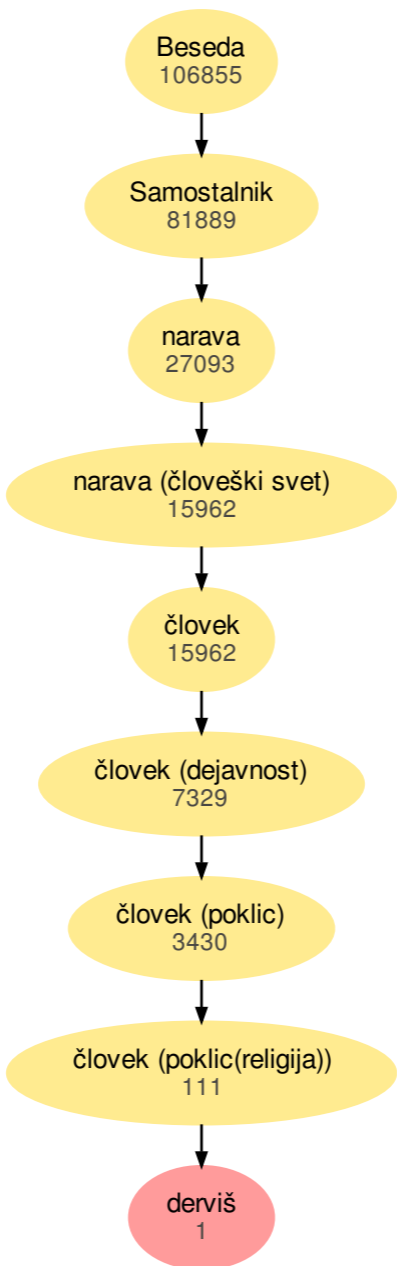 Beseda
106855
Samostalnik
81889
narava
27093
narava (človeški svet)
15962
človek
15962
človek (dejavnost)
7329
človek (poklic)
3430
človek (poklic(religija))
111
derviš
1